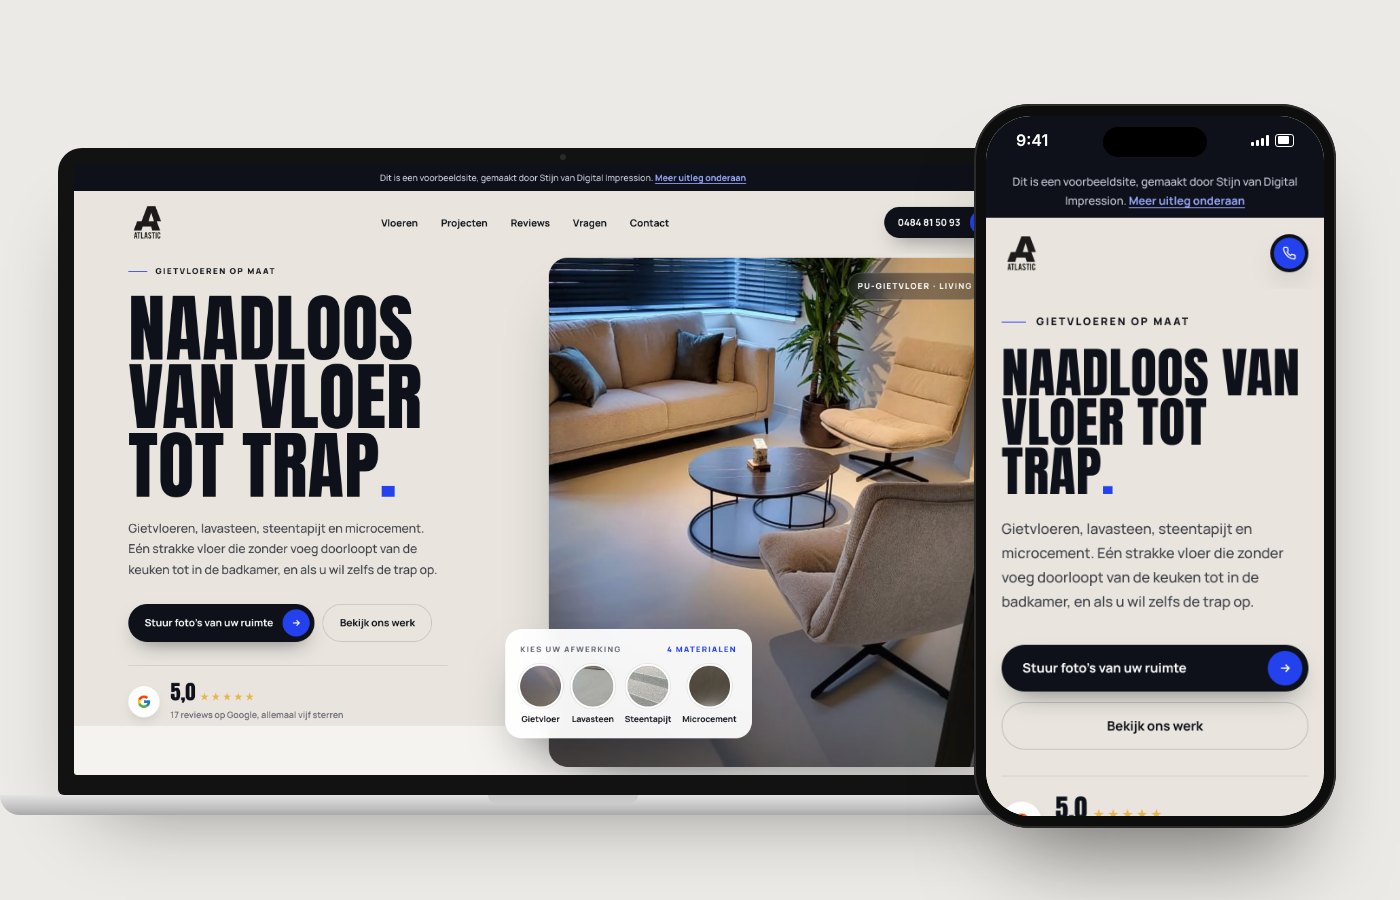 Dit is een voorbeeldsite, gemaakt door Stijn van Digital Impression. Meer uitleg onderaan
ATLASTIC
Vloeren
Projecten
Reviews
Vragen
Contact
0484 81 50 93
GIETVLOEREN OP MAAT
NAADLOOS
VAN VLOER
TOT TRAP.
Gietvloeren, lavasteen, steentapijt en microcement.
Eén strakke vloer die zonder voeg doorloopt van de
keuken tot in de badkamer, en als u wil zelfs de trap op.
Stuur foto's van uw ruimte
Bekijk ons werk
5,0
17 reviews op Google, allemaal vijf sterren
PU-GIETVLOER · LIVING
KIES UW AFWERKING
4 MATERIALEN
Gietvloer
Lavasteen
Steentapijt
Microcement
9:41
Dit is een voorbeeldsite, gemaakt door Stijn van Digital
Impression. Meer uitleg onderaan
ATLASTIC
GIETVLOEREN OP MAAT
NAADLOOS VAN
VLOER TOT
TRAP.
Gietvloeren, lavasteen, steentapijt en
microcement. Eén strakke vloer die zonder
voeg doorloopt van de keuken tot in de
badkamer, en als u wil zelfs de trap op.
Stuur foto's van uw ruimte
Bekijk ons werk
5,0